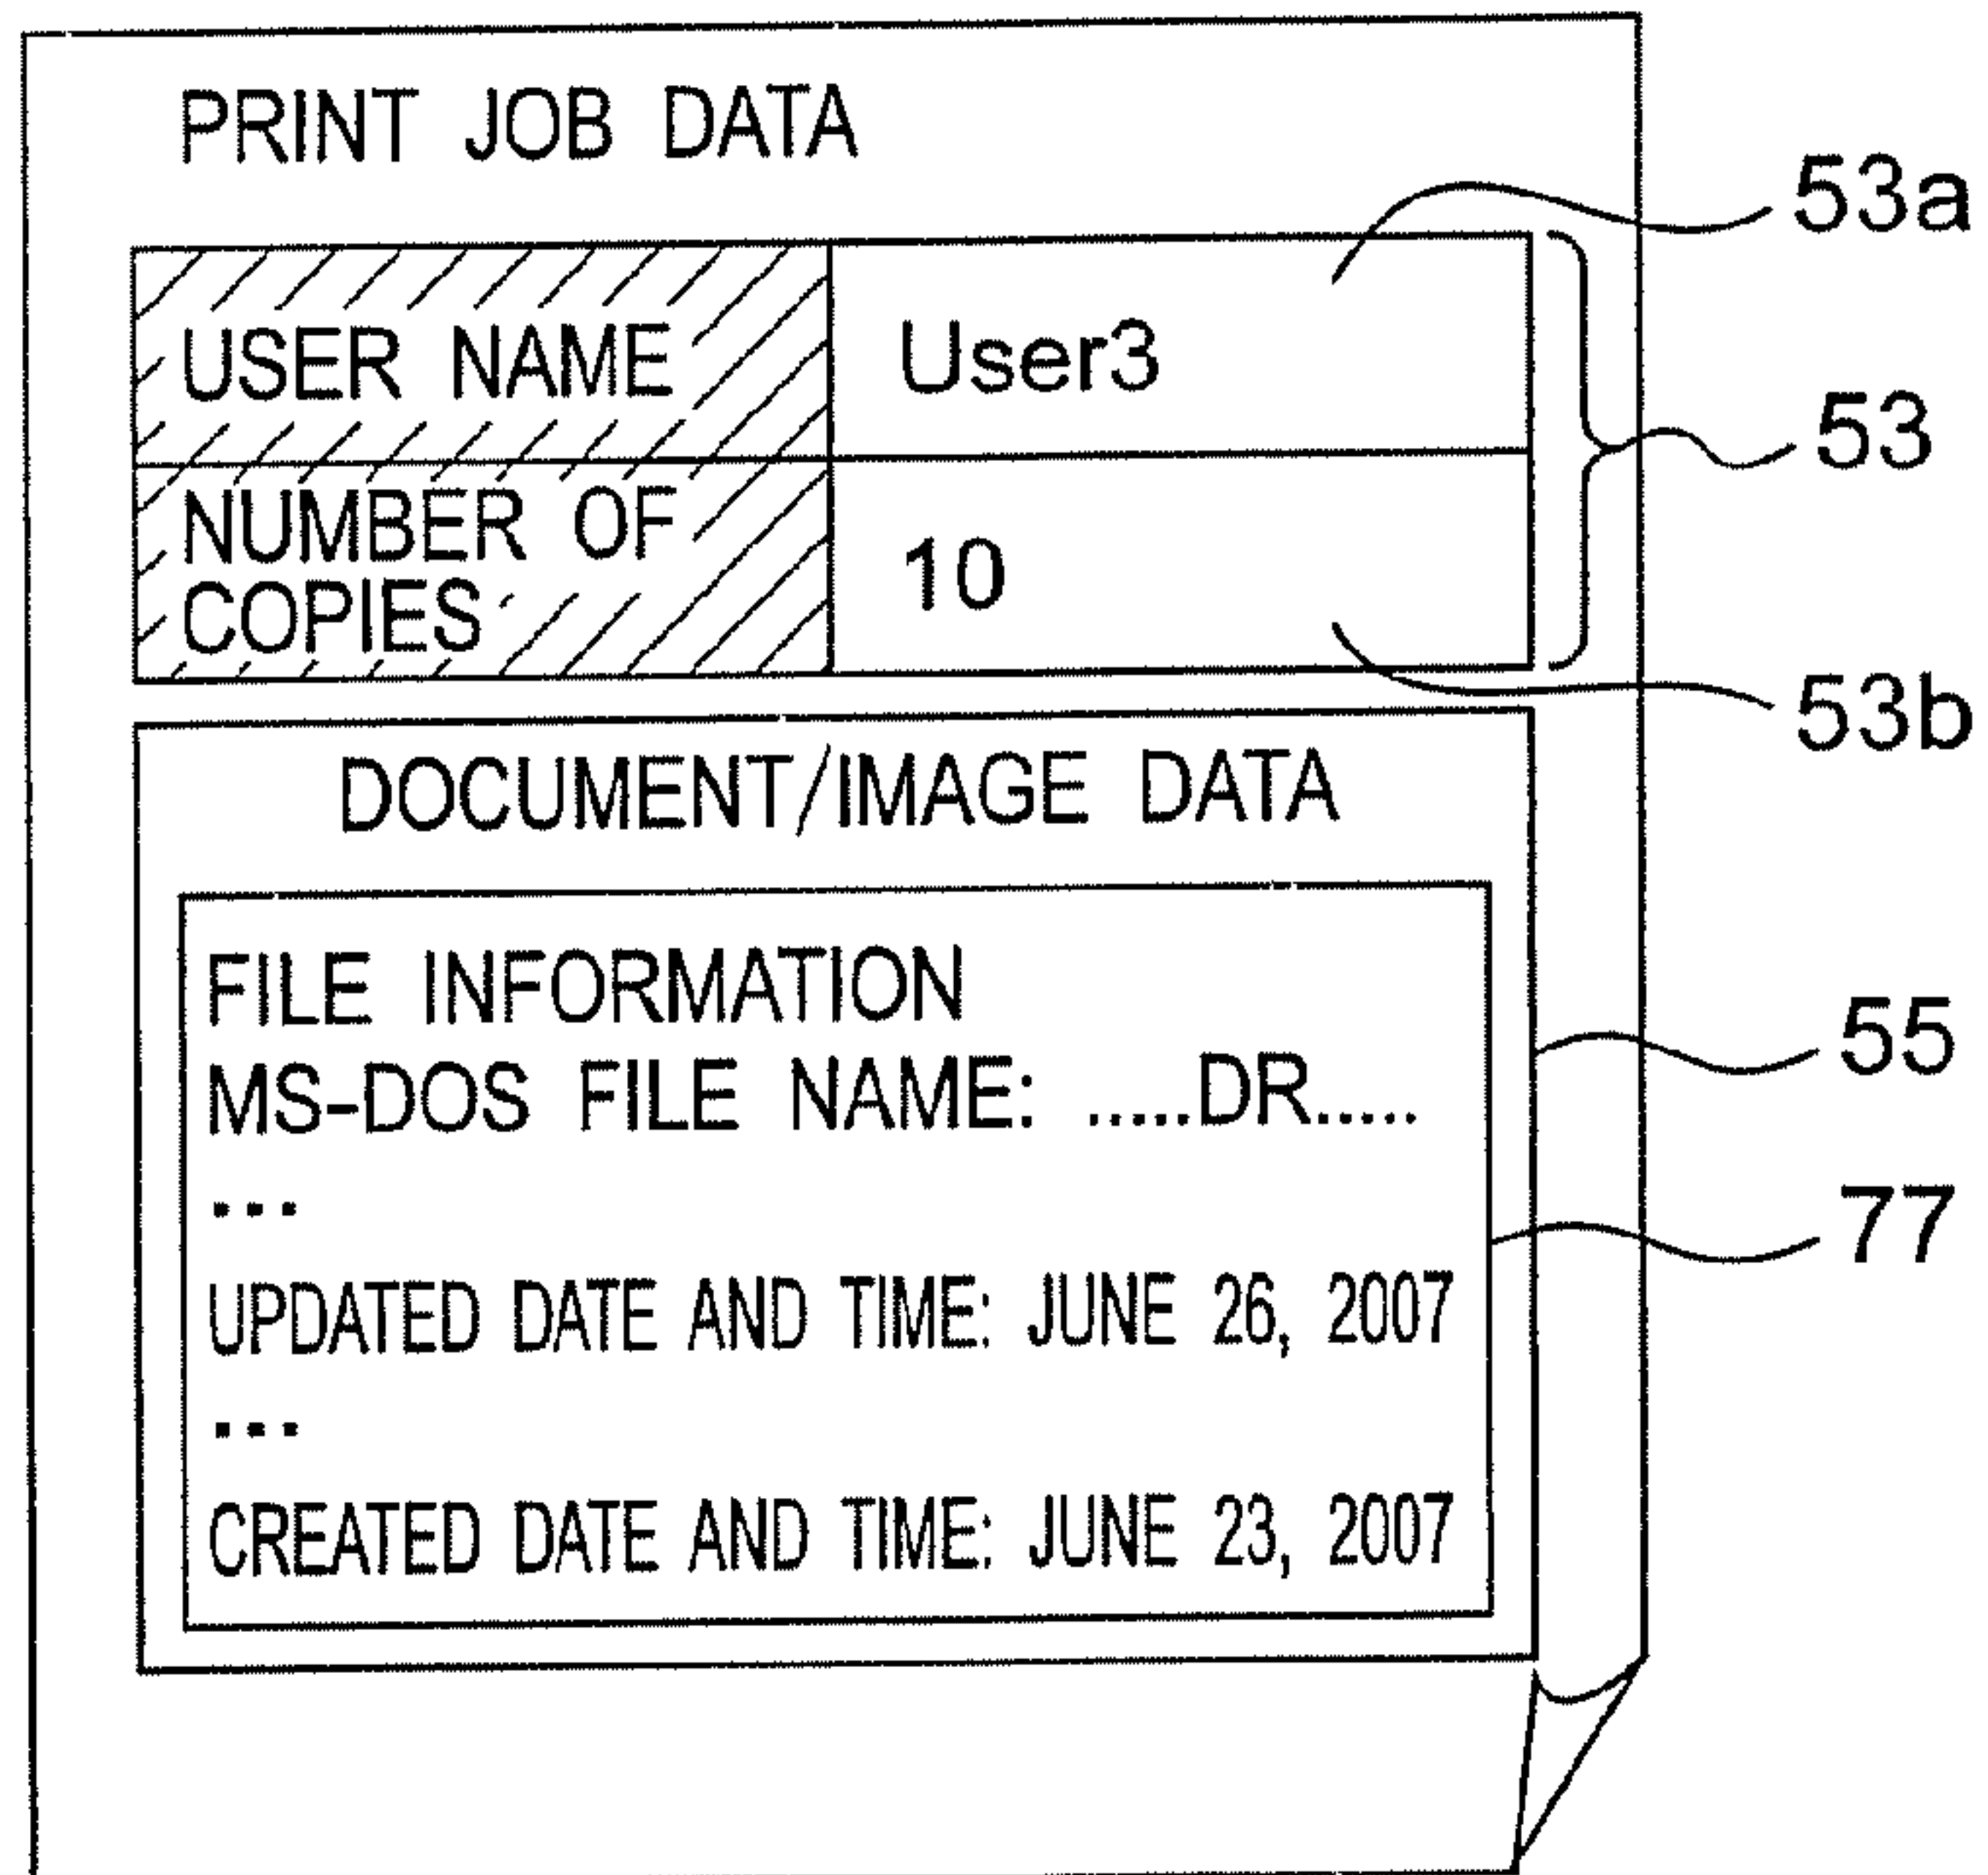 PRINT JOB DATA
53a
USER NAME User3
53
NUMBER OF
COPIES 10
53b
DOCUMENT/IMAGE DATA
FILE INFORMATION
55
MS-DOS FILE NAME: .....DR.....
...
77
UPDATED DATE AND TIME: JUNE 26, 2007
...
CREATED DATE AND TIME: JUNE 23, 2007